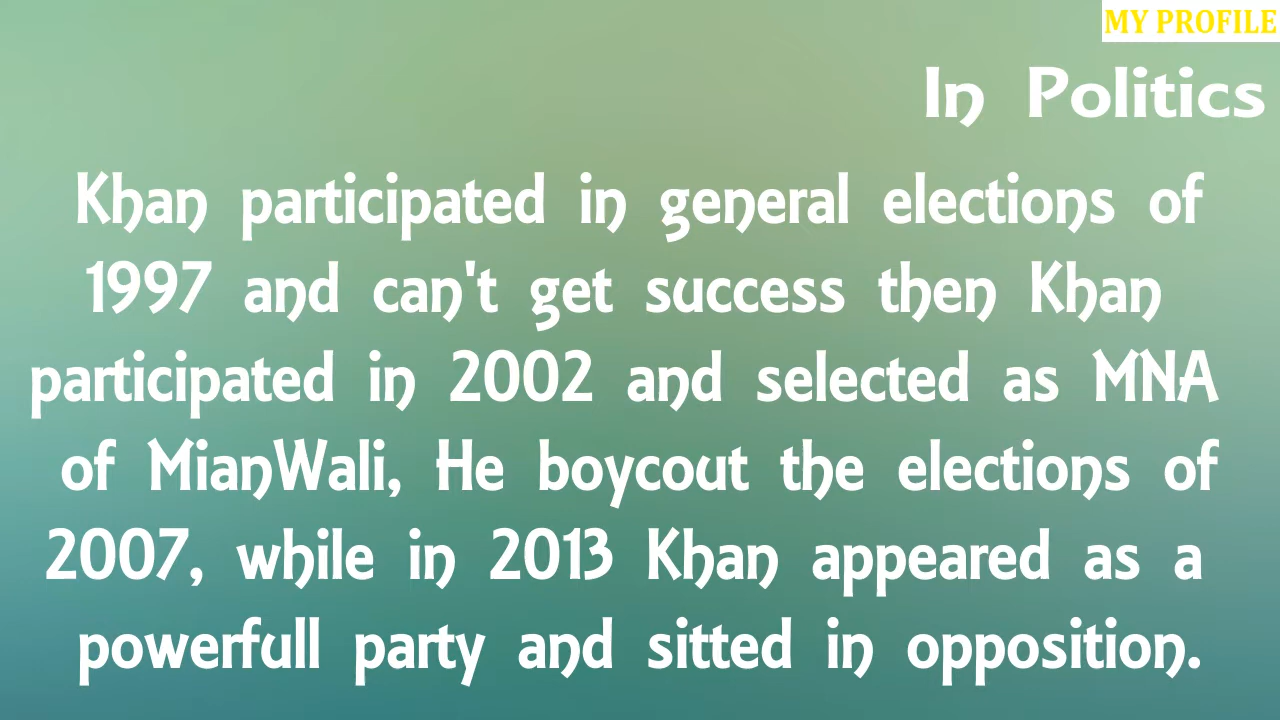 MY PROFILE
In Politics
Khan participated in general elections of
1997 and can't get success then Khan
participated in 2002 and selected as MNA
of MianWali, He boycout the elections of
2007, while in 2013 Khan appeared as a
powerfull party and sitted in opposition.